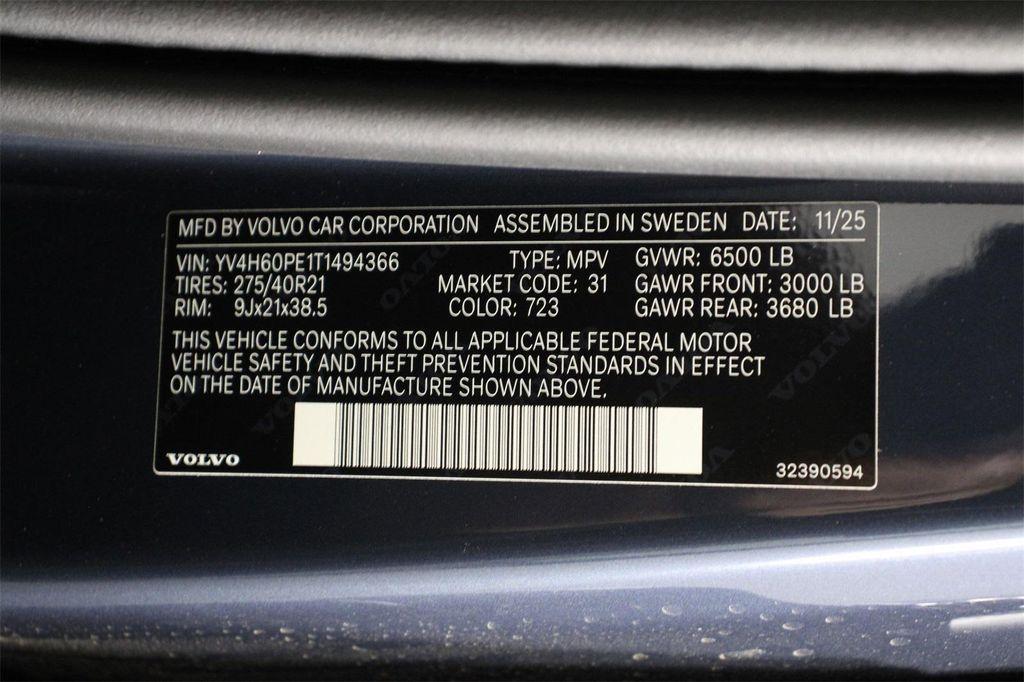 MFD BY VOLVO CAR CORPORATION ASSEMBLED IN SWEDEN DATE: 11/25
VIN: YV4H60PE1T1494366 TYPE: MPV GVWR: 6500 LB
TIRES: 275/40R21 MARKET CODE: 31 GAWR FRONT: 3000 LB
RIM: 9Jx21x38.5 COLOR: 723 GAWR REAR: 3680 LB
THIS VEHICLE CONFORMS TO ALL APPLICABLE FEDERAL MOTOR
VEHICLE SAFETY AND THEFT PREVENTION STANDARDS IN EFFECT
ON THE DATE OF MANUFACTURE SHOWN ABOVE.
VOLVO 32390594